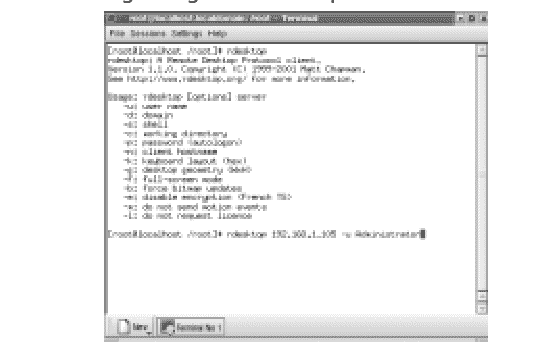 File Sessions Settings Help
[root@localhost /root]# rdesktop
rdesktop: A Remote Desktop Protocol client.
Version 1.1.0. Copyright (C) 1999-2001 Matt Chapman.
See http://www.rdesktop.org/ for more information.
Usage: rdesktop [options] server
-u: user name
-d: domain
-s: shell
-c: working directory
-p: password (autologon)
-n: client hostname
-k: keyboard layout (hex)
-g: desktop geometry (WxH)
-f: full-screen mode
-b: force bitmap updates
-e: disable encryption (French TS)
-m: do not send motion events
-l: do not request licence
[root@localhost /root]# rdesktop 192.168.1.105 -u Administrator
New
Terminal No 1